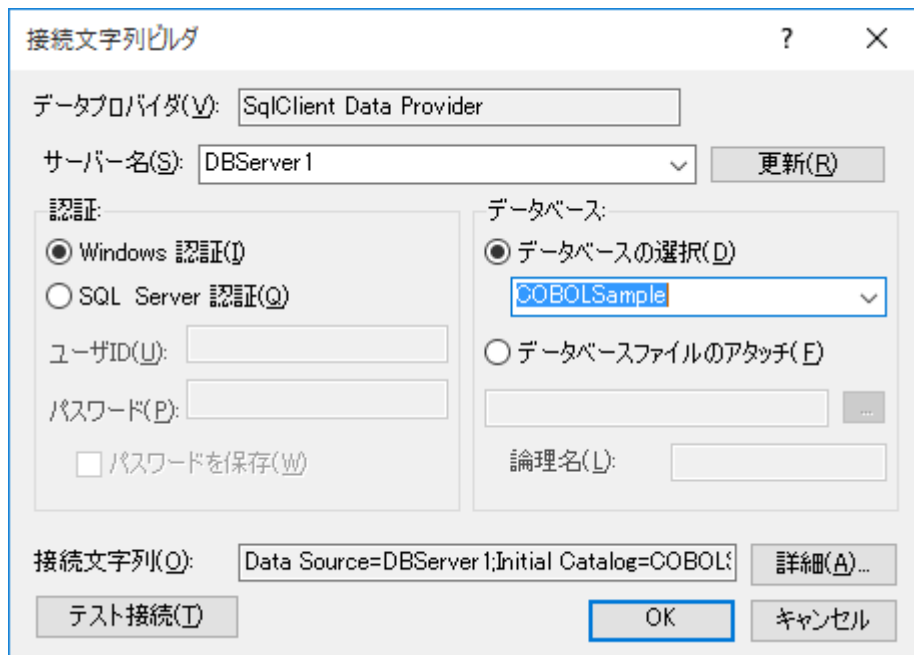 接続文字列ビルダ ?
データプロバイダ(V): SqlClient Data Provider
サーバー名(S): DBServer1 更新(R)
認証: データベース:
Windows 認証(I) データベースの選択(D)
SQL Server 認証(Q) COBOLSample
ユーザID(U): データベースファイルのアタッチ(F)
パスワード(P): ...
パスワードを保存(W) 論理名(L):
接続文字列(O): Data Source=DBServer1;Initial Catalog=COBOLS 詳細(A)...
テスト接続(T) OK キャンセル